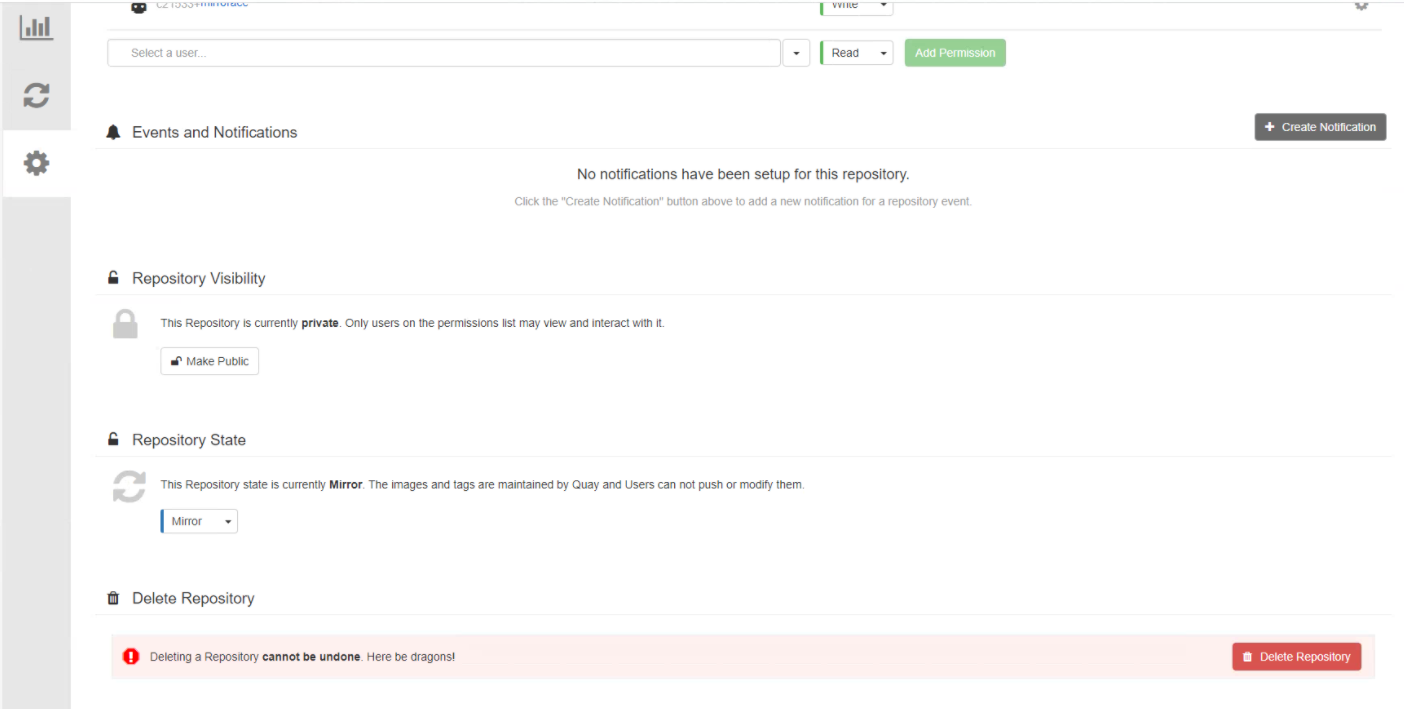 Write
Select a user...
Read
Add Permission
Events and Notifications
Create Notification
No notifications have been setup for this repository.
Click the "Create Notification" button above to add a new notification for a repository event.
Repository Visibility
This Repository is currently private. Only users on the permissions list may view and interact with it.
Make Public
Repository State
This Repository state is currently Mirror. The images and tags are maintained by Quay and Users can not push or modify them.
Mirror
Delete Repository
Deleting a Repository cannot be undone. Here be dragons!
Delete Repository